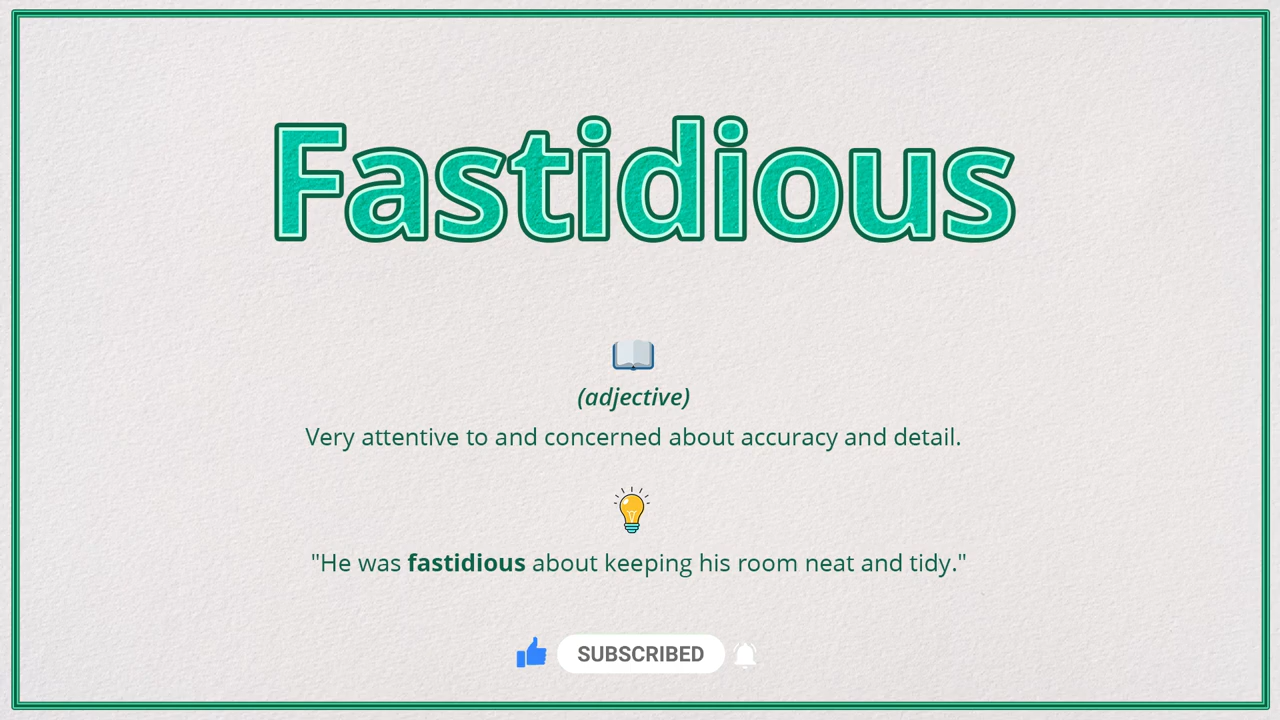 Fastidious
(adjective)
Very attentive to and concerned about accuracy and detail.
"He was fastidious about keeping his room neat and tidy."
SUBSCRIBED